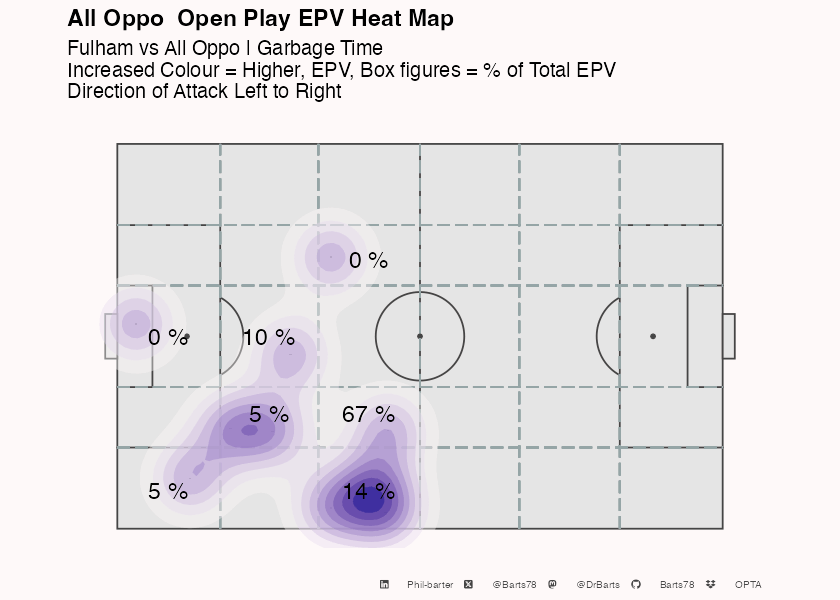 All Oppo  Open Play EPV Heat Map
Fulham vs All Oppo | Garbage Time
Increased Colour = Higher, EPV, Box figures = % of Total EPV
Direction of Attack Left to Right
0 %
0 % 10 %
5 % 67 %
5 % 14 %
Phil-barter @Barts78 @DrBarts Barts78 OPTA